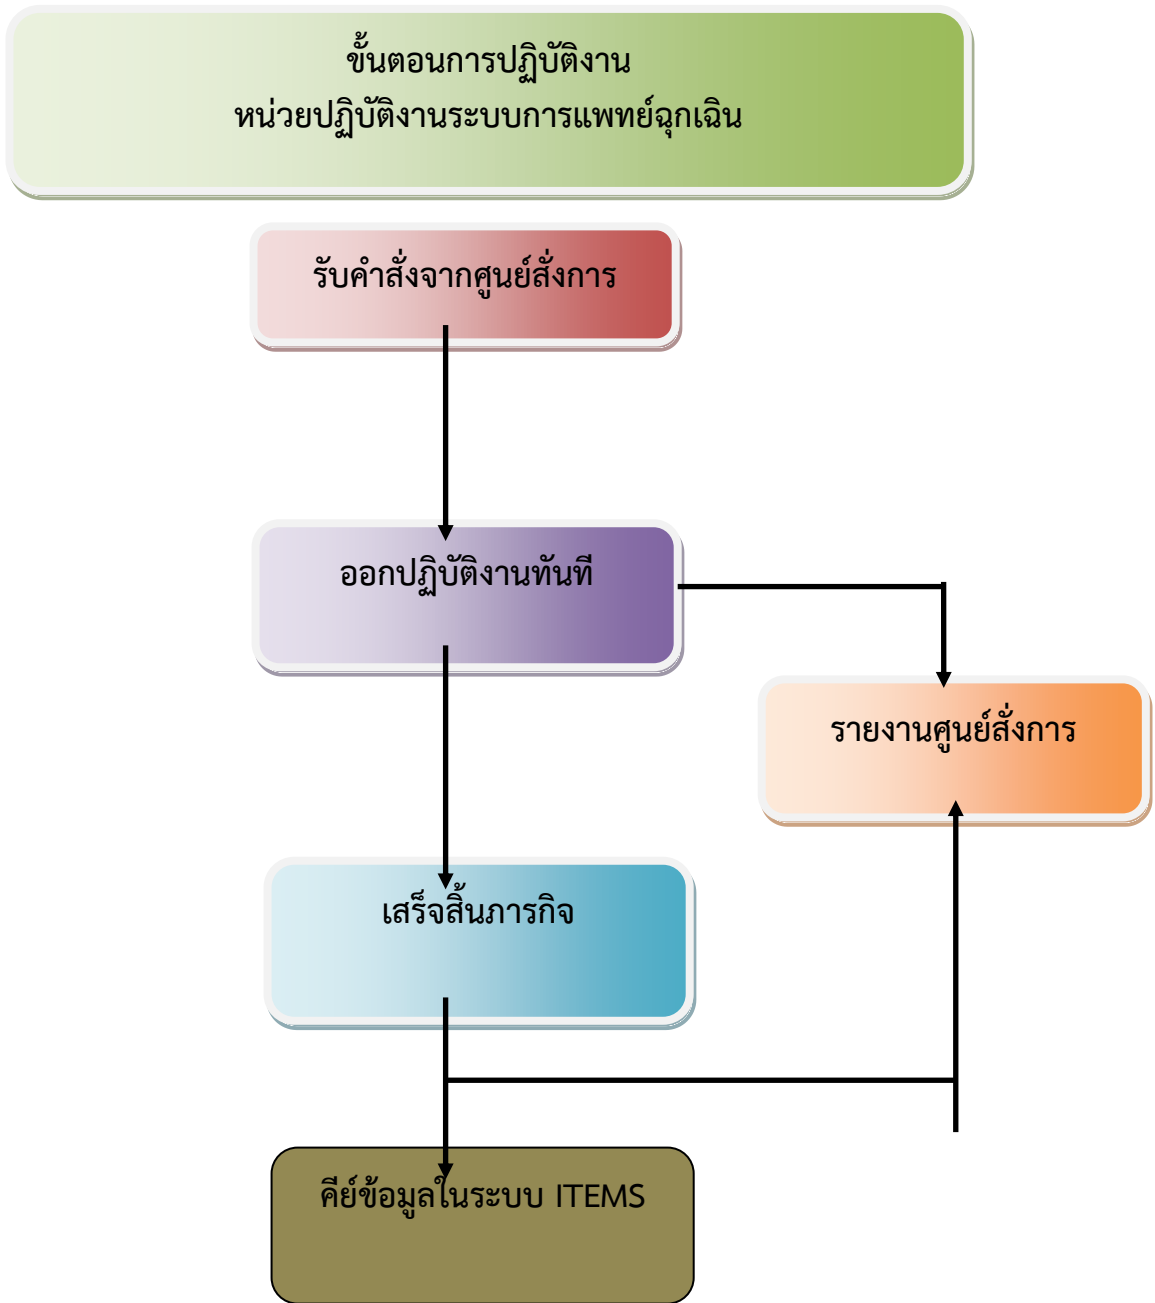 ขั้นตอนการปฏิบัติงาน
หน่วยปฏิบัติงานระบบการแพทย์ฉุกเฉิน
รับคำสั่งจากศูนย์สั่งการ
ออกปฏิบัติงานทันที
รายงานศูนย์สั่งการ
เสร็จสิ้นภารกิจ
คีย์ข้อมูลในระบบ ITEMS